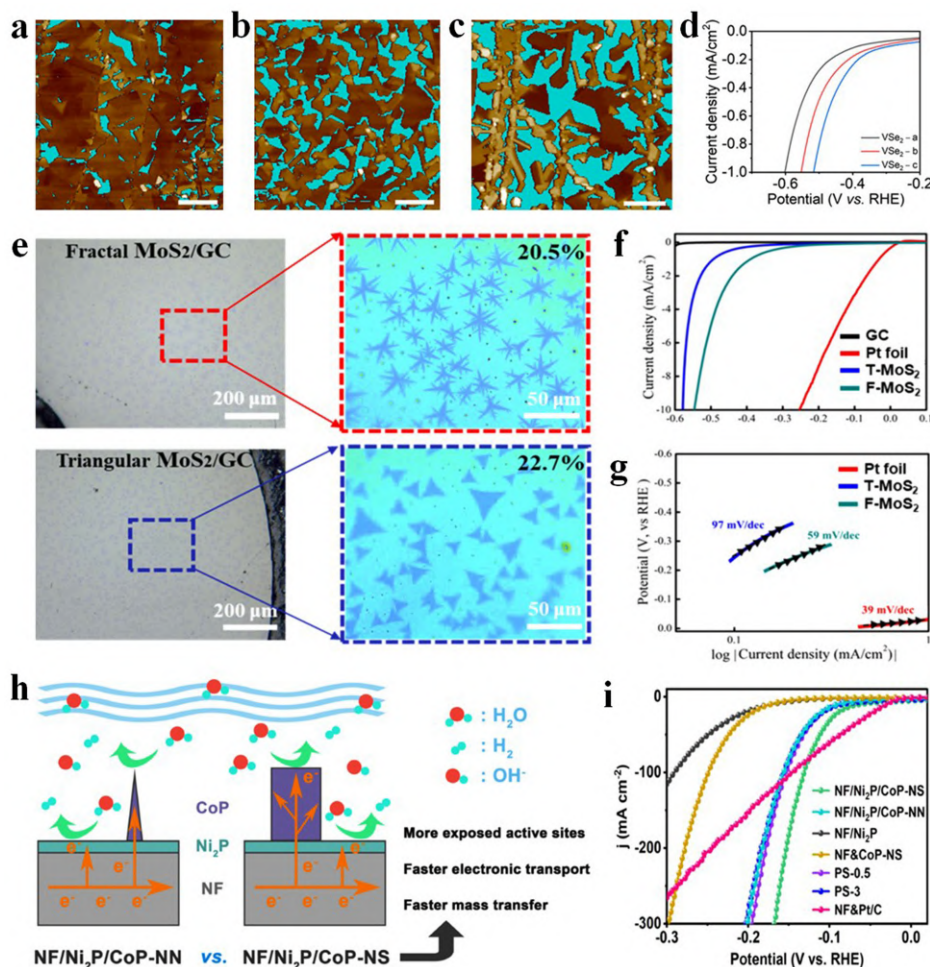 a
b
c
d
Current density (mA/cm²)
0.0
-0.2
-0.4
-0.6
-0.8
-1.0
VSe₂ – a
VSe₂ – b
VSe₂ – c
-0.6
-0.4
-0.2
Potential (V vs. RHE)
e
Fractal MoS₂/GC
200 µm
20.5%
50 µm
Triangular MoS₂/GC
200 µm
22.7%
50 µm
f
Current density (mA/cm²)
0
-2
-4
-6
-8
-10
GC
Pt foil
T-MoS₂
F-MoS₂
-0.6
-0.5
-0.4
-0.3
-0.2
-0.1
0.0
0.1
g
Potential (V, vs RHE )
-0.6
-0.5
-0.4
-0.3
-0.2
-0.1
0.0
Pt foil
T-MoS₂
F-MoS₂
97 mV/dec
59 mV/dec
39 mV/dec
0.1
1
log |Current density (mA/cm²)|
h
: H₂O
: H₂
: OH⁻
CoP
Ni₂P
NF
e⁻
e⁻
e⁻
e⁻
e⁻
e⁻
e⁻
e⁻
e⁻
e⁻
e⁻
e⁻
More exposed active sites
Faster electronic transport
Faster mass transfer
NF/Ni₂P/CoP-NN vs. NF/Ni₂P/CoP-NS
i
j (mA cm⁻²)
0
-50
-100
-150
-200
-250
-300
NF/Ni₂P/CoP-NS
NF/Ni₂P/CoP-NN
NF/Ni₂P
NF&CoP-NS
PS-0.5
PS-3
NF&Pt/C
-0.3
-0.2
-0.1
0.0
Potential (V vs. RHE)